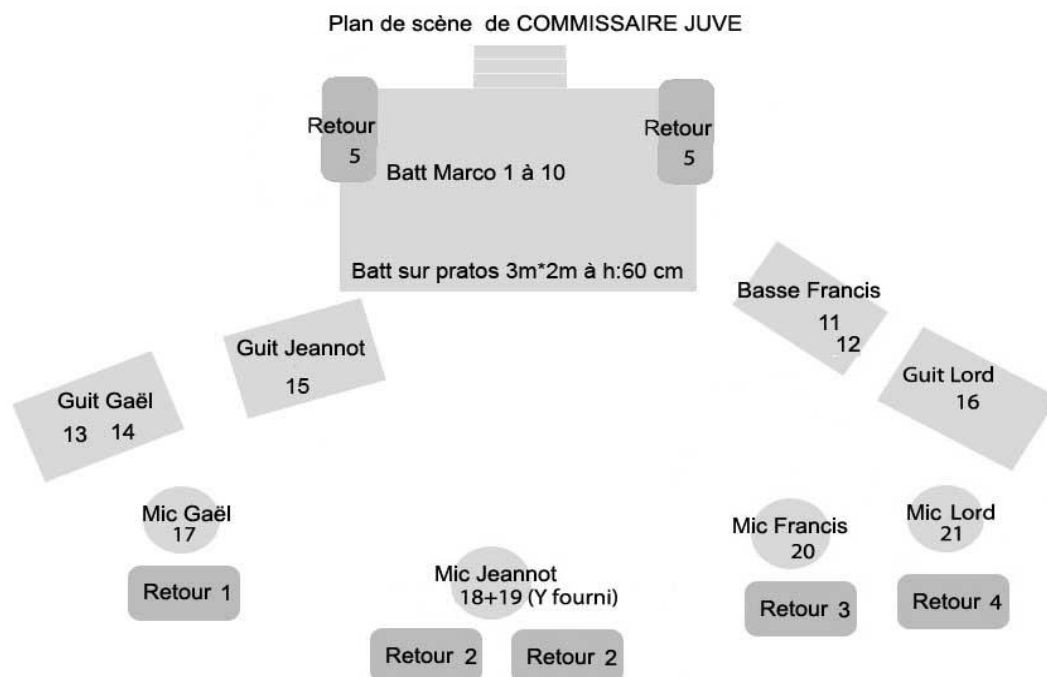 Plan de scène de COMMISSAIRE JUVE
Retour
5
Retour
5
Batt Marco 1 à 10
Batt sur pratos 3m*2m à h:60 cm
Basse Francis
11
12
Guit Jeannot
15
Guit Lord
16
Guit Gaël
13 14
Mic Gaël
17
Mic Francis
20
Mic Lord
21
Mic Jeannot
18+19 (Y fourni)
Retour 1
Retour 2
Retour 2
Retour 3
Retour 4